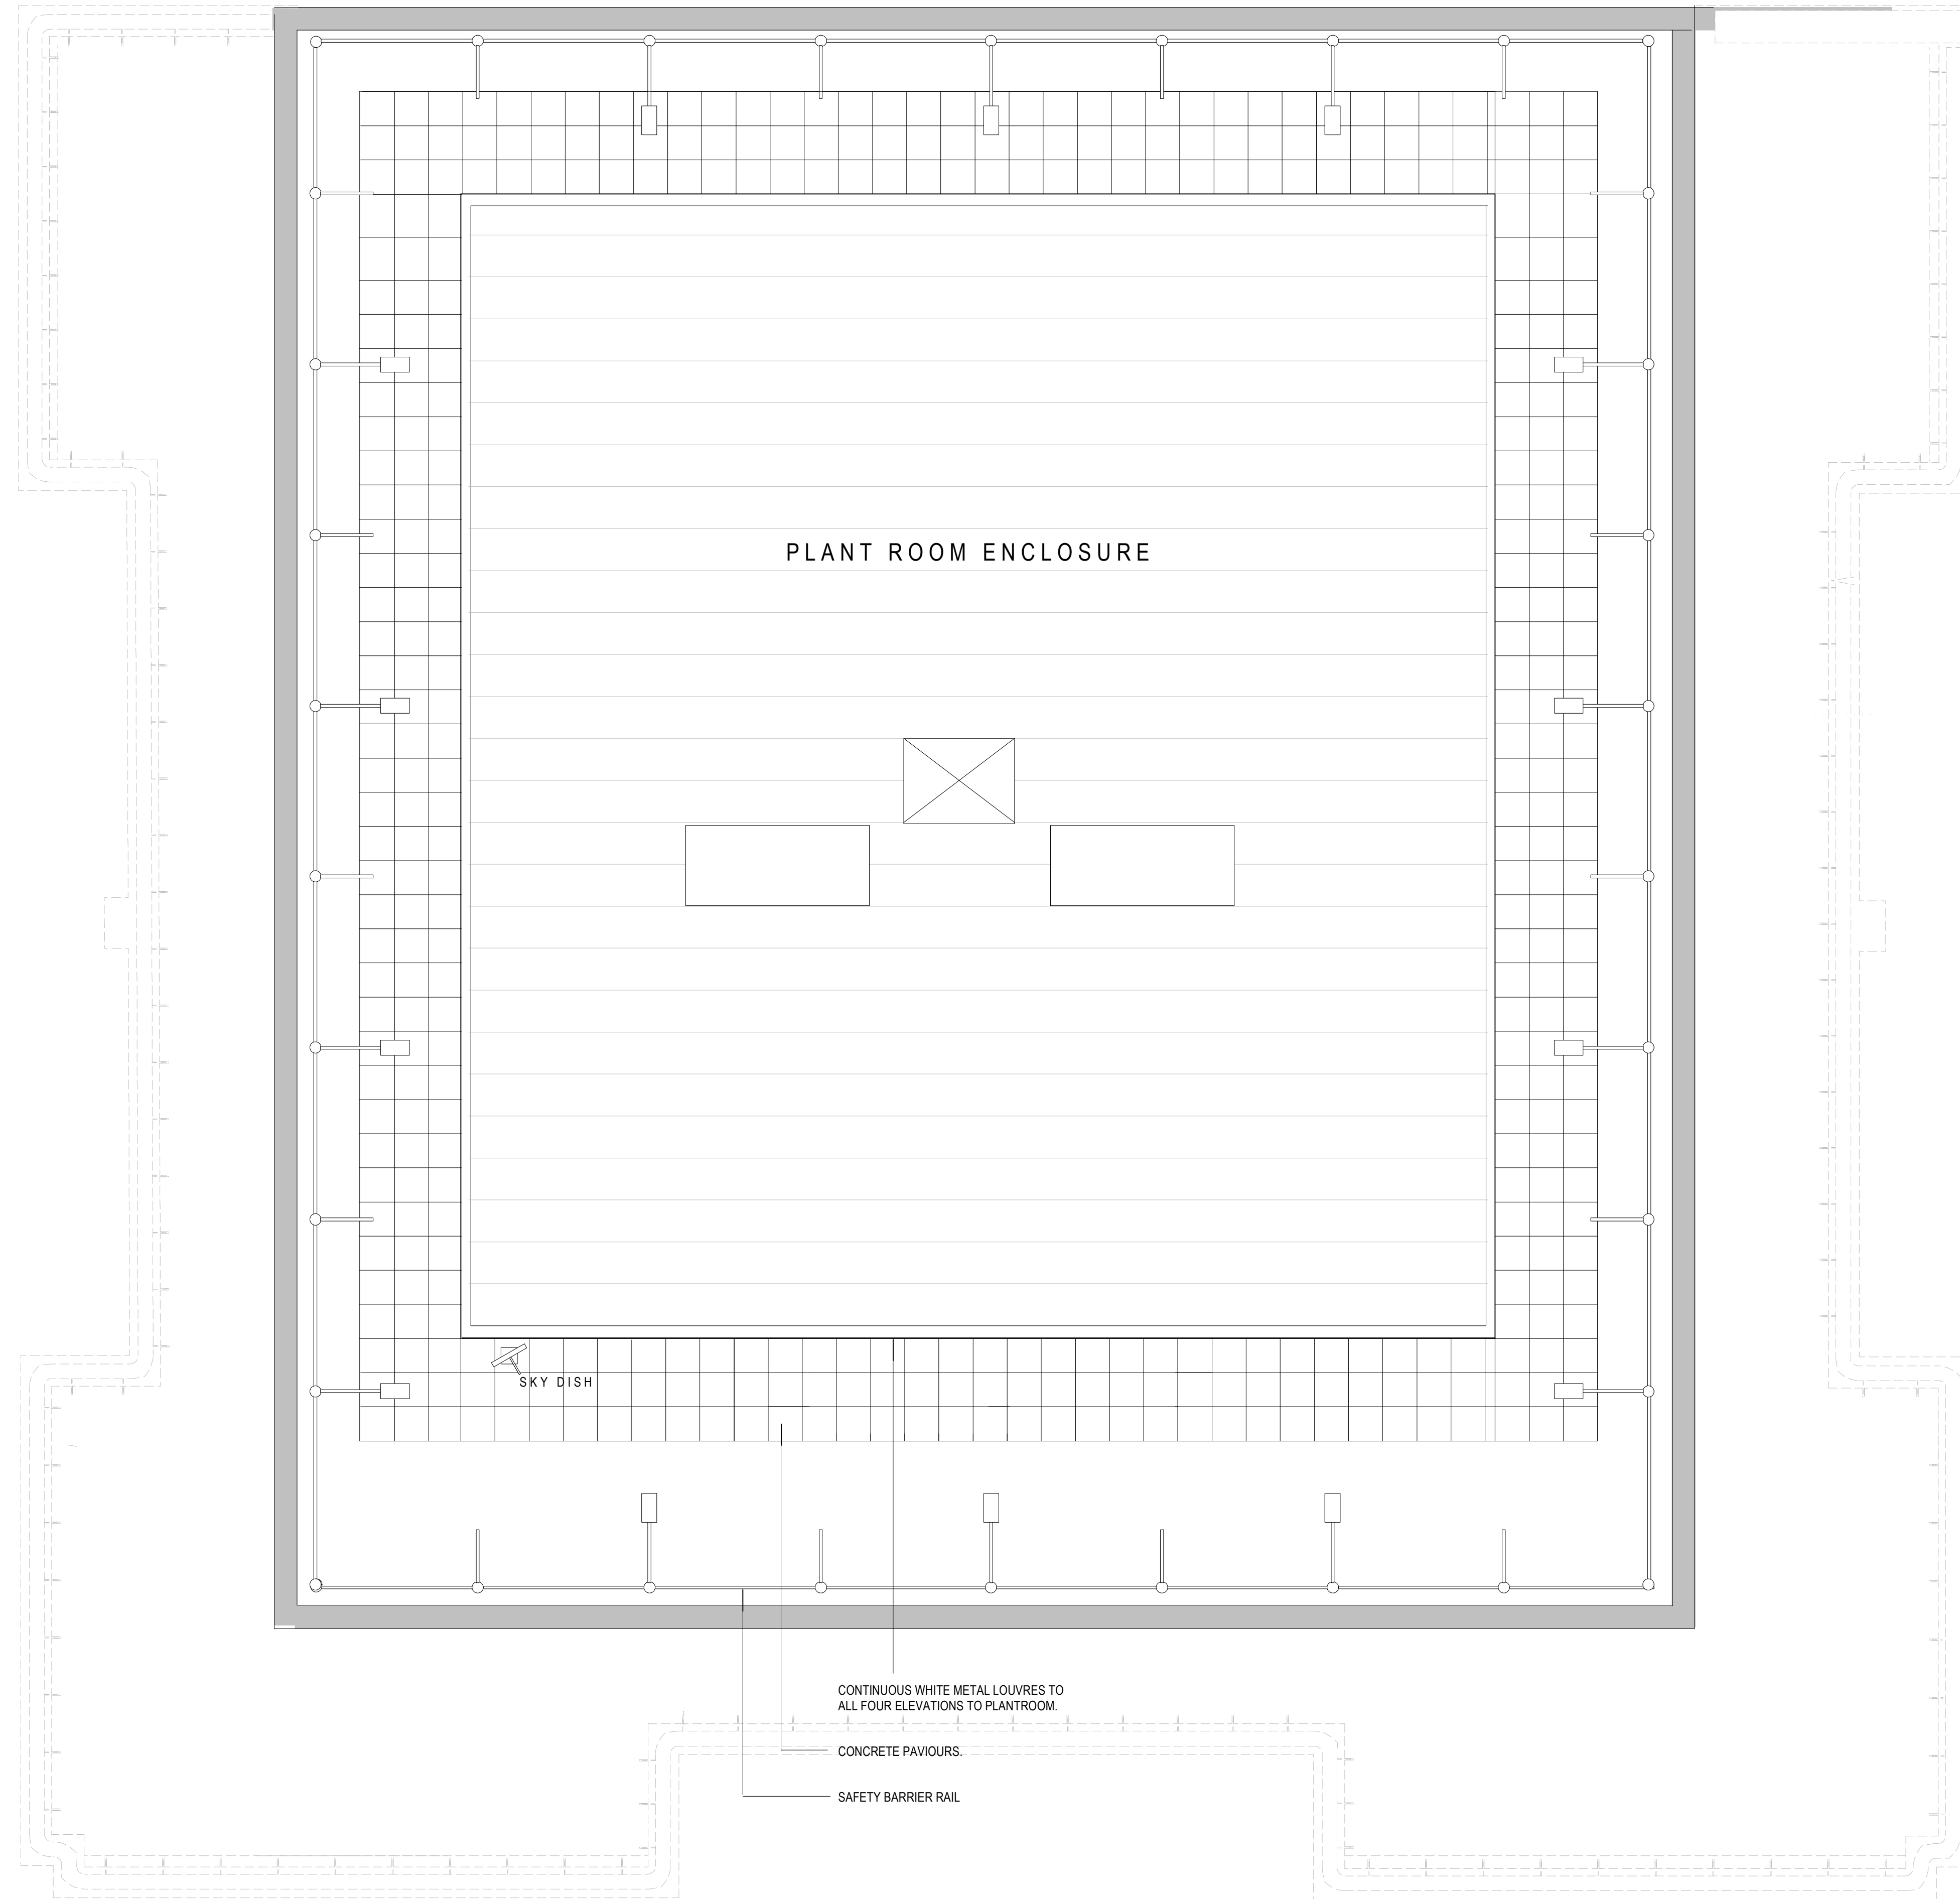 PLANT ROOM ENCLOSURE
SKY DISH
CONTINUOUS WHITE METAL LOUVRES TO
ALL FOUR ELEVATIONS TO PLANTROOM.
CONCRETE PAVIOURS.
SAFETY BARRIER RAIL